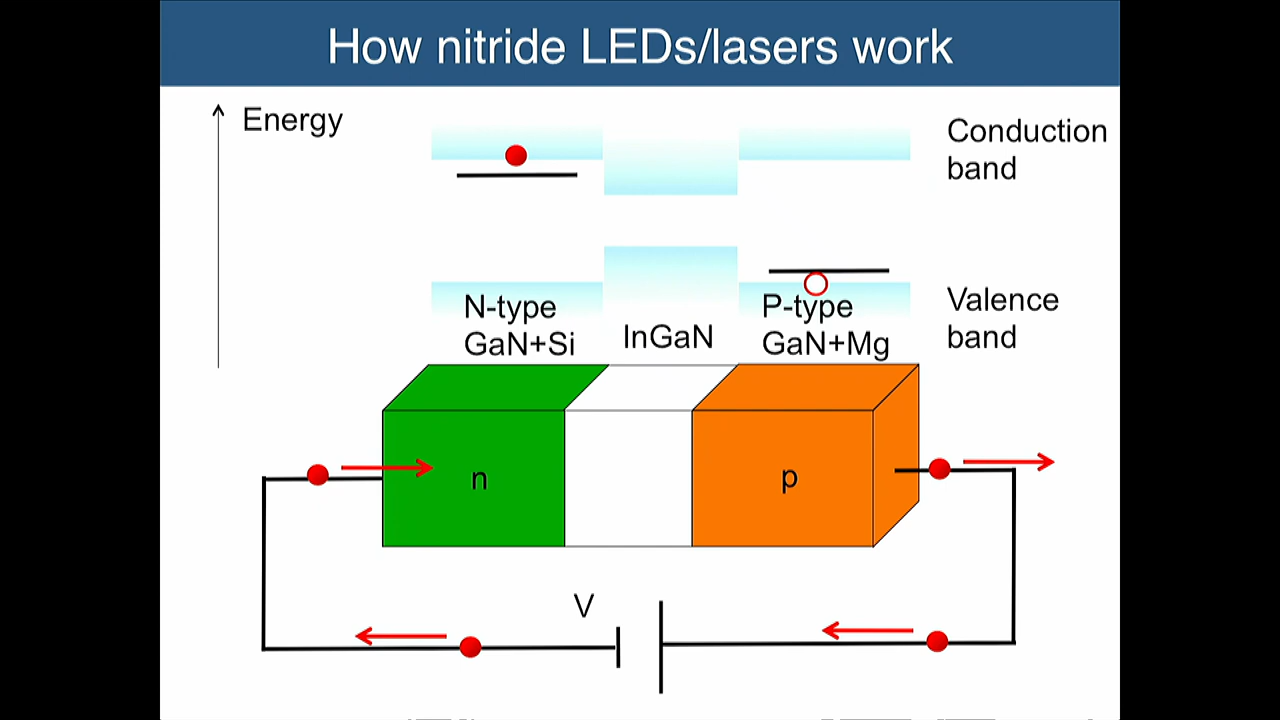 How nitride LEDs/lasers work
Energy
Conduction
band
N-type
GaN+Si
InGaN
P-type
GaN+Mg
Valence
band
n
p
V